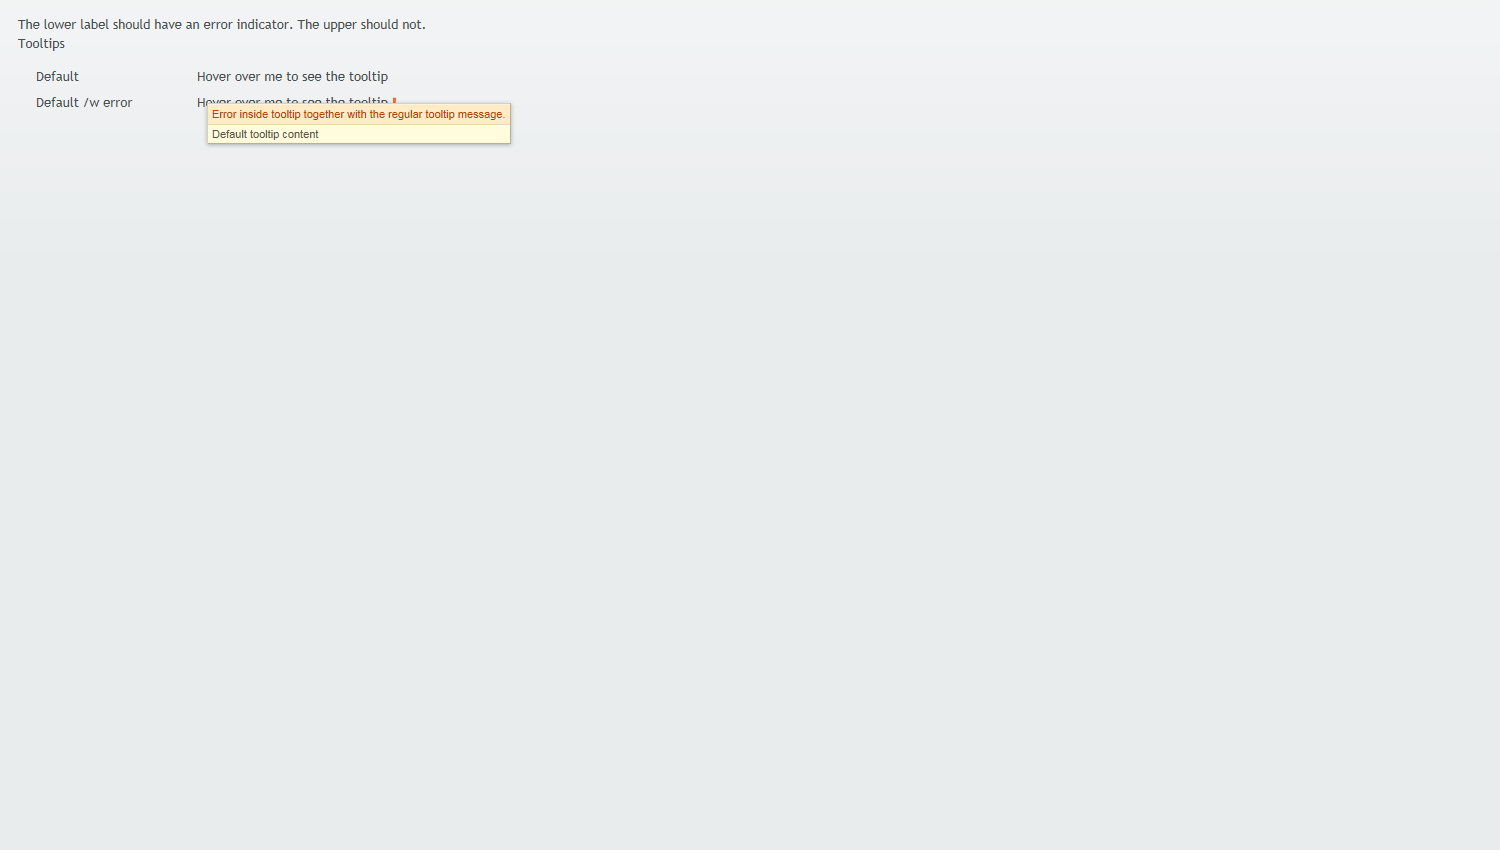 The lower label should have an error indicator. The upper should not.
Tooltips
Default Hover over me to see the tooltip
Default /w error Hover over me to see the tooltip
Error inside tooltip together with the regular tooltip message.
Default tooltip content